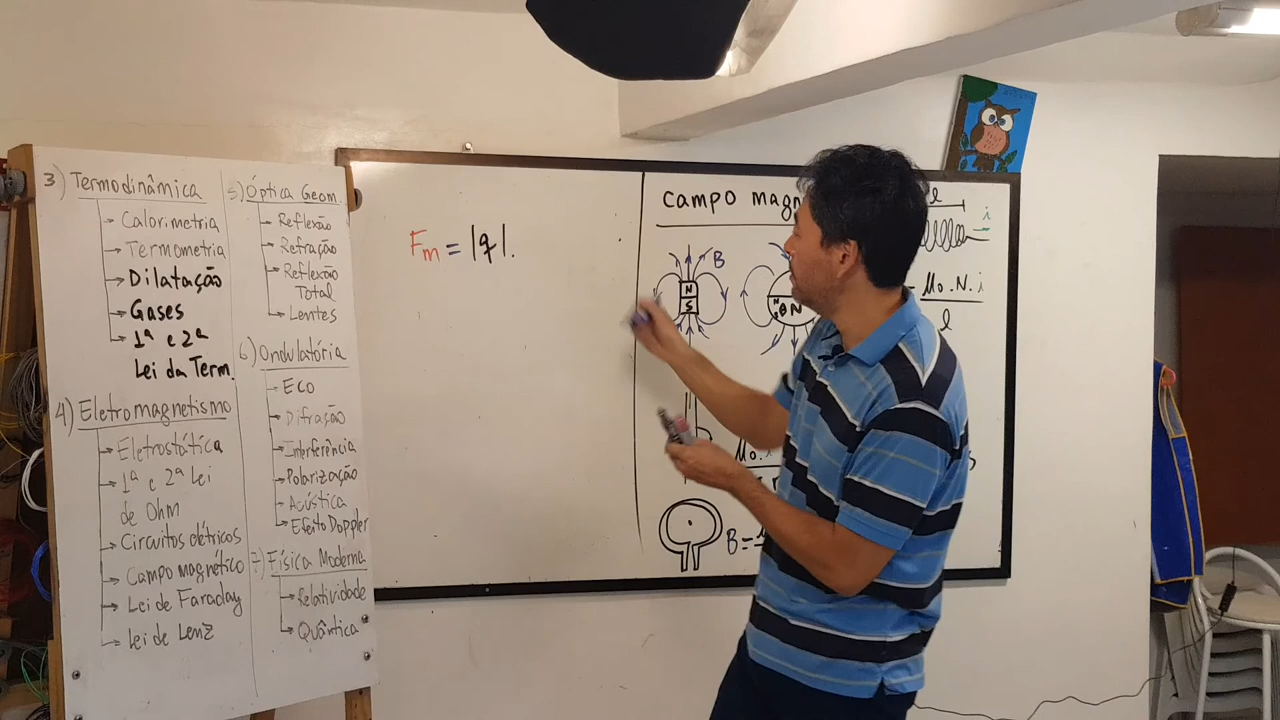 3) Termodinâmica
Calorimetria
Termometria
Dilatação
Gases
1ª e 2ª
Lei da Term.
4) Eletromagnetismo
Eletrostática
1ª e 2ª Lei
de Ohm
Circuitos elétricos
Campo magnético
Lei de Faraday
Lei de Lenz
5) Óptica Geom.
Reflexão
Refração
Reflexão
Total
Lentes
6) Ondulatória
Eco
Difração
Interferência
Polarização
Acústica
Efeito Doppler
7) Física Moderna
Relatividade
Quântica
Fm = |q|.
Campo magn
l
i
B
N
S
N
N
μo.N.i
l
μo.i
B=